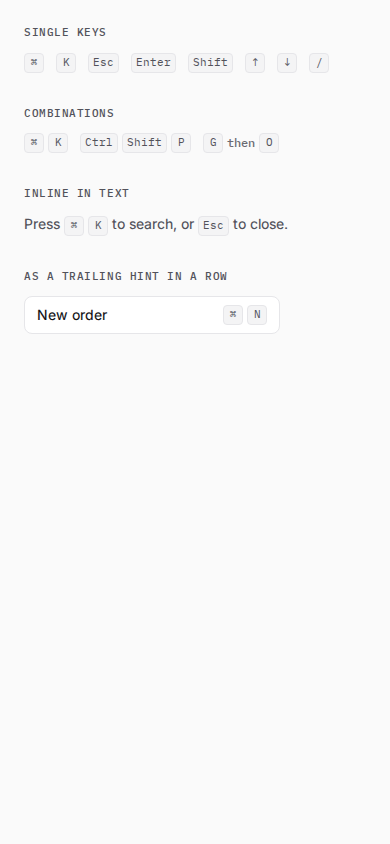 SINGLE KEYS
⌘ K Esc Enter Shift ↑ ↓ /
COMBINATIONS
⌘ K Ctrl Shift P G then O
INLINE IN TEXT
Press ⌘ K to search, or Esc to close.
AS A TRAILING HINT IN A ROW
New order ⌘ N